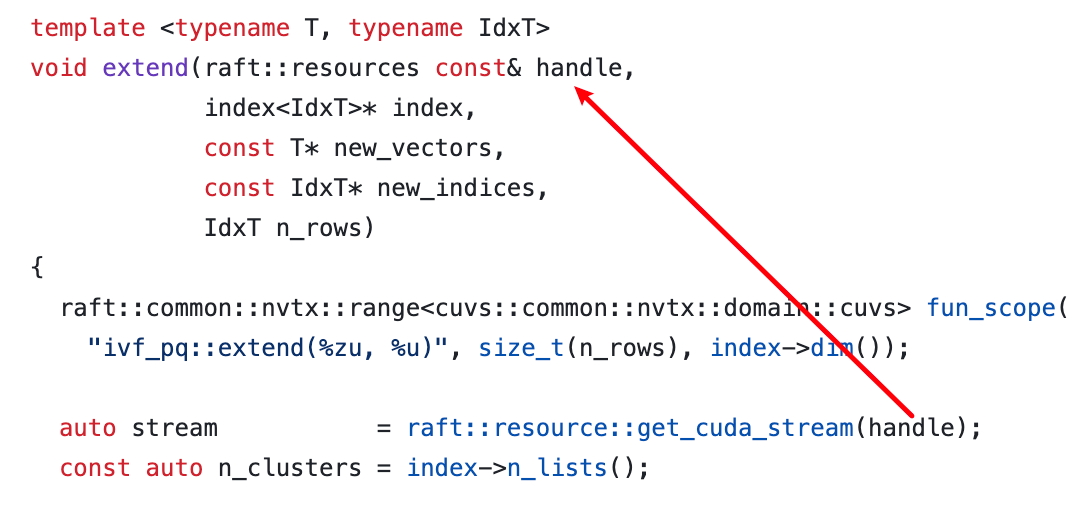 template <typename T, typename IdxT>
void extend(raft::resources const& handle,
            index<IdxT>* index,
            const T* new_vectors,
            const IdxT* new_indices,
            IdxT n_rows)
{
  raft::common::nvtx::range<cuvs::common::nvtx::domain::cuvs> fun_scope(
    "ivf_pq::extend(%zu, %u)", size_t(n_rows), index->dim());

  auto stream           = raft::resource::get_cuda_stream(handle);
  const auto n_clusters = index->n_lists();